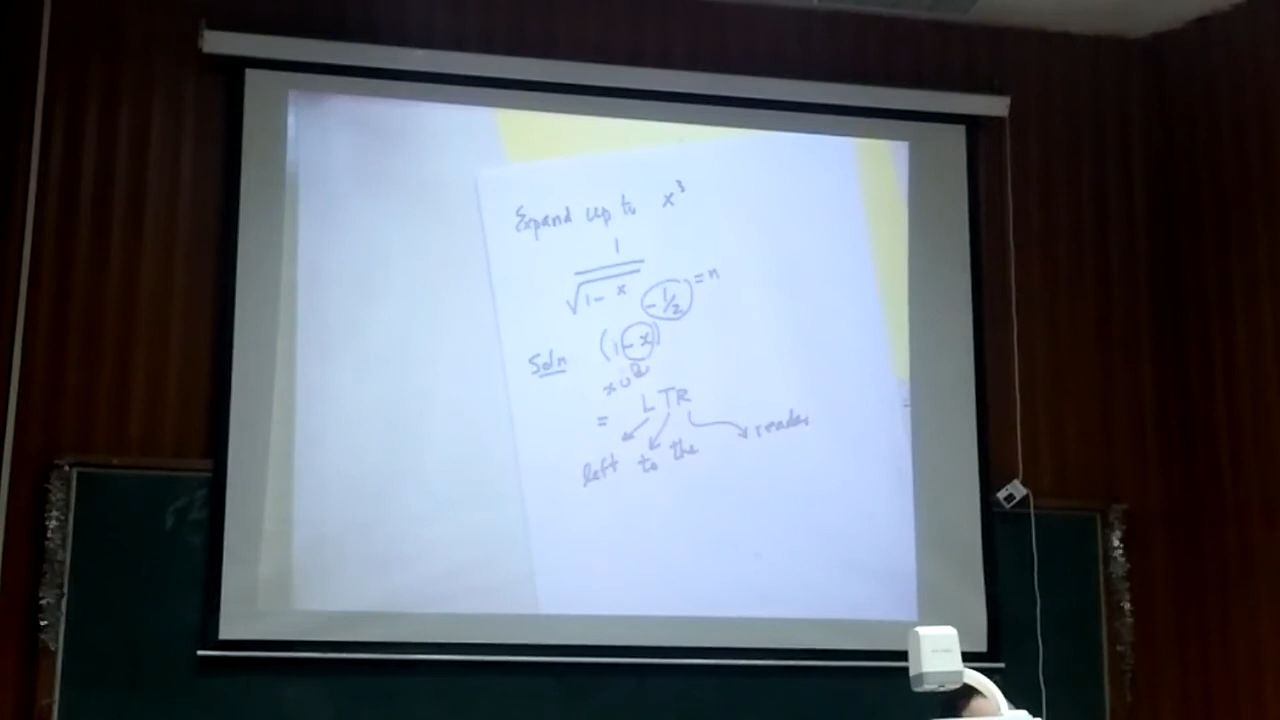 Expand up to x³
1
√1-x
Soln (1-x) -1/2 = n
= LTR
left to the reader